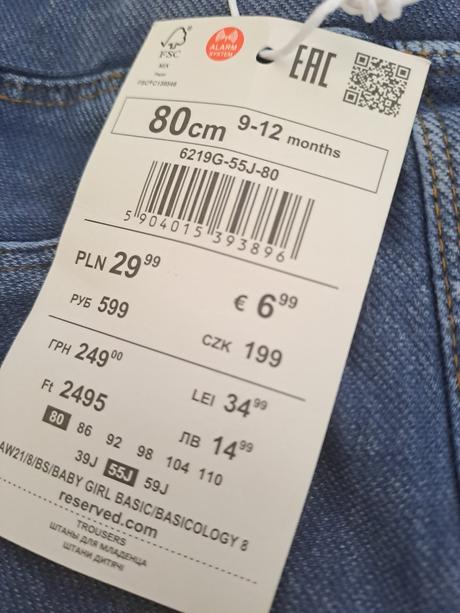 FSC
MIX
Paper
FSC® C139548
ALARM
SYSTEM
EAC
80cm 9-12 months
6219G-55J-80
5 904015 393896
PLN 29 99
€ 6 99
РУБ 599
CZK 199
ГРН 249 00
LEI 34 99
Ft 2495
ЛВ 14 99
80 86 92 98 104 110
39J 55J 59J
AW21/8/BS/BABY GIRL BASIC/BASICOLOGY 8
reserved.com
TROUSERS
ШТАНЫ ДЛЯ МЛАДЕНЦА
ШТАНИ ДИТЯЧІ